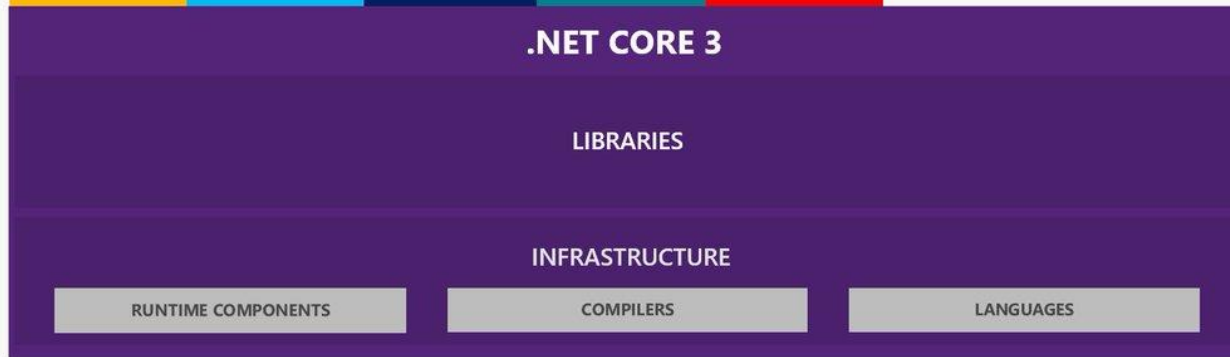 .NET CORE 3
LIBRARIES
INFRASTRUCTURE
RUNTIME COMPONENTS
COMPILERS
LANGUAGES